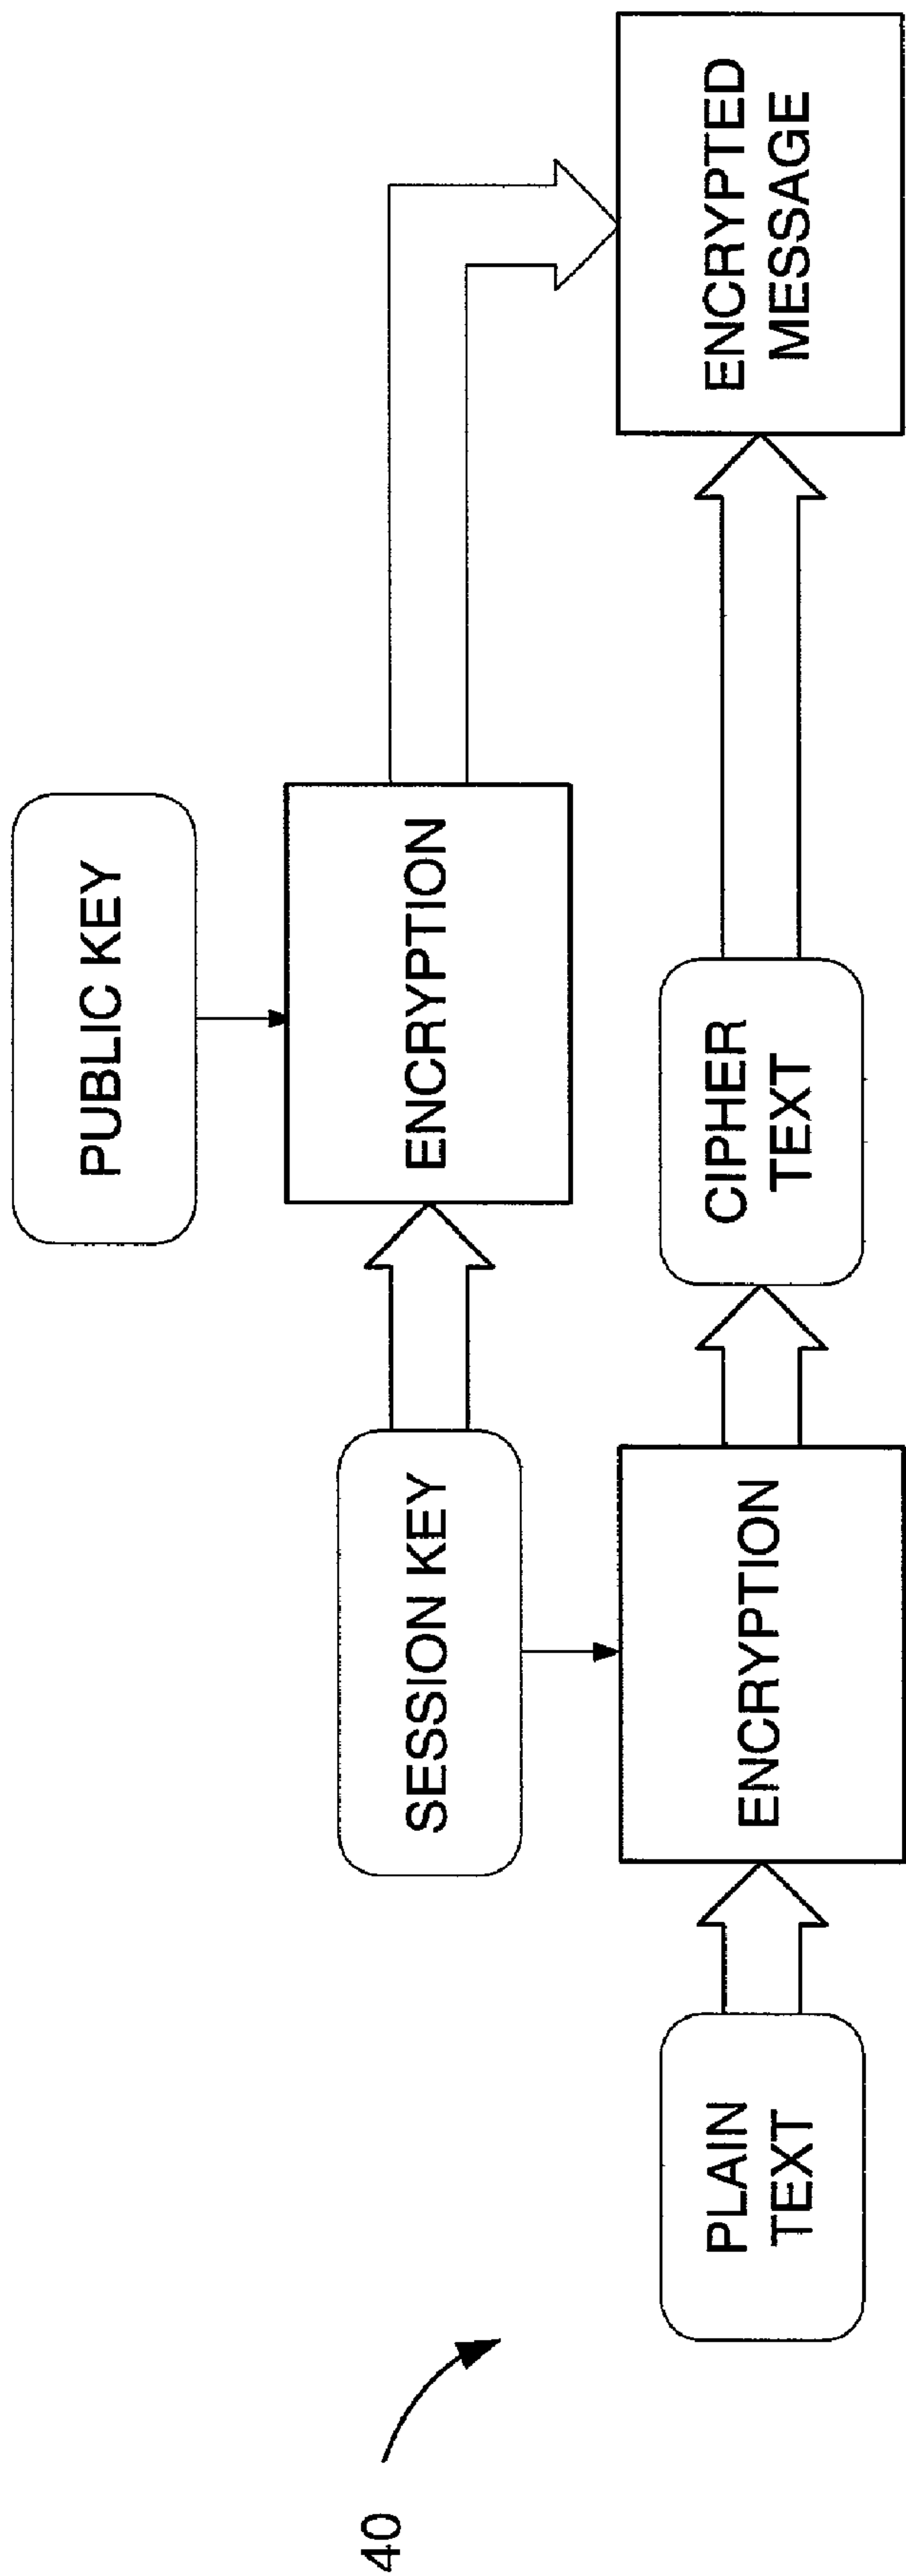 PUBLIC KEY
SESSION KEY
ENCRYPTION
40
PLAIN
TEXT
ENCRYPTION
CIPHER
TEXT
ENCRYPTED
MESSAGE